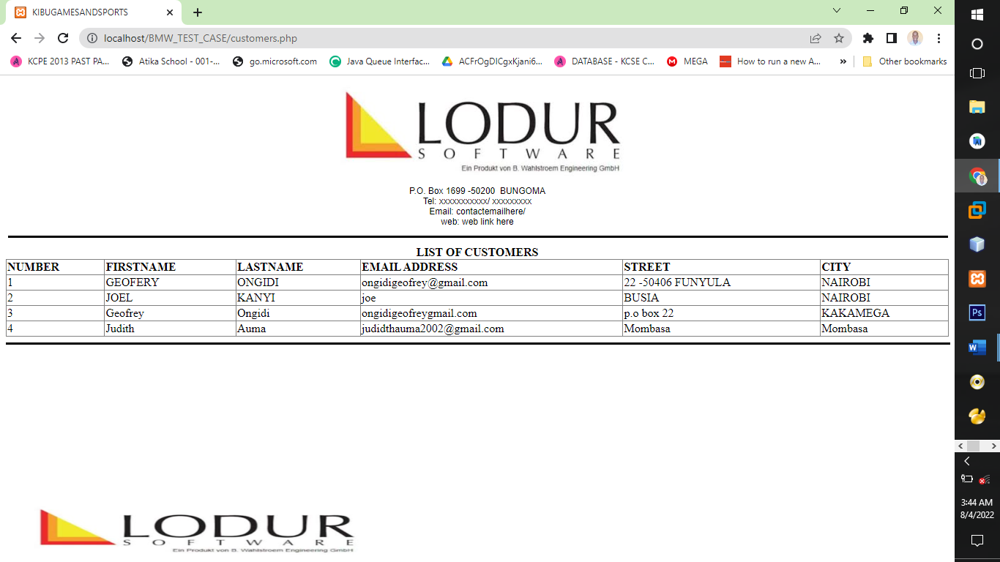 KIBUGAMESANDSPORTS
localhost/BMW_TEST_CASE/customers.php
KCPE 2013 PAST PA... Atika School - 001-... go.microsoft.com Java Queue Interfac... ACFrOgDICgxKjani6... DATABASE - KCSE C... MEGA How to run a new A... » Other bookmarks
LODUR
SOFTWARE
Ein Produkt von B. Wahlstroem Engineering GmbH
P.O. Box 1699 -50200 BUNGOMA
Tel: xxxxxxxxxxx/ xxxxxxxxx
Email: contactemailhere/
web: web link here
LIST OF CUSTOMERS
NUMBER FIRSTNAME LASTNAME EMAIL ADDRESS STREET CITY
1 GEOFERY ONGIDI ongidigeofrey@gmail.com 22 -50406 FUNYULA NAIROBI
2 JOEL KANYI joe BUSIA NAIROBI
3 Geofrey Ongidi ongidigeofreygmail.com p.o box 22 KAKAMEGA
4 Judith Auma judidthauma2002@gmail.com Mombasa Mombasa
LODUR
SOFTWARE
Ein Produkt von B. Wahlstroem Engineering GmbH
AI
Ps
W
3:44 AM
8/4/2022